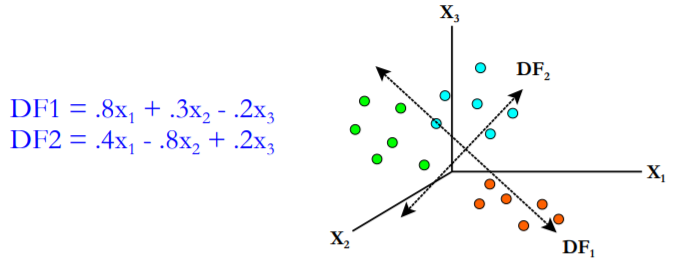 DF1 = .8x₁ + .3x₂ - .2x₃
DF2 = .4x₁ - .8x₂ + .2x₃
X₃
DF₂
X₁
X₂
DF₁